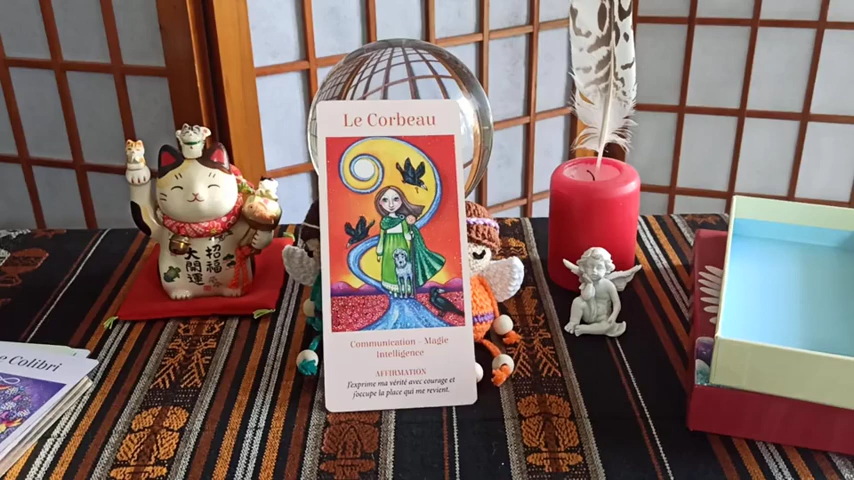 Le Corbeau
Communication - Magie
Intelligence
AFFIRMATION
J'exprime ma vérité avec courage et
j'occupe la place qui me revient.
招福
大開運
e Colibri